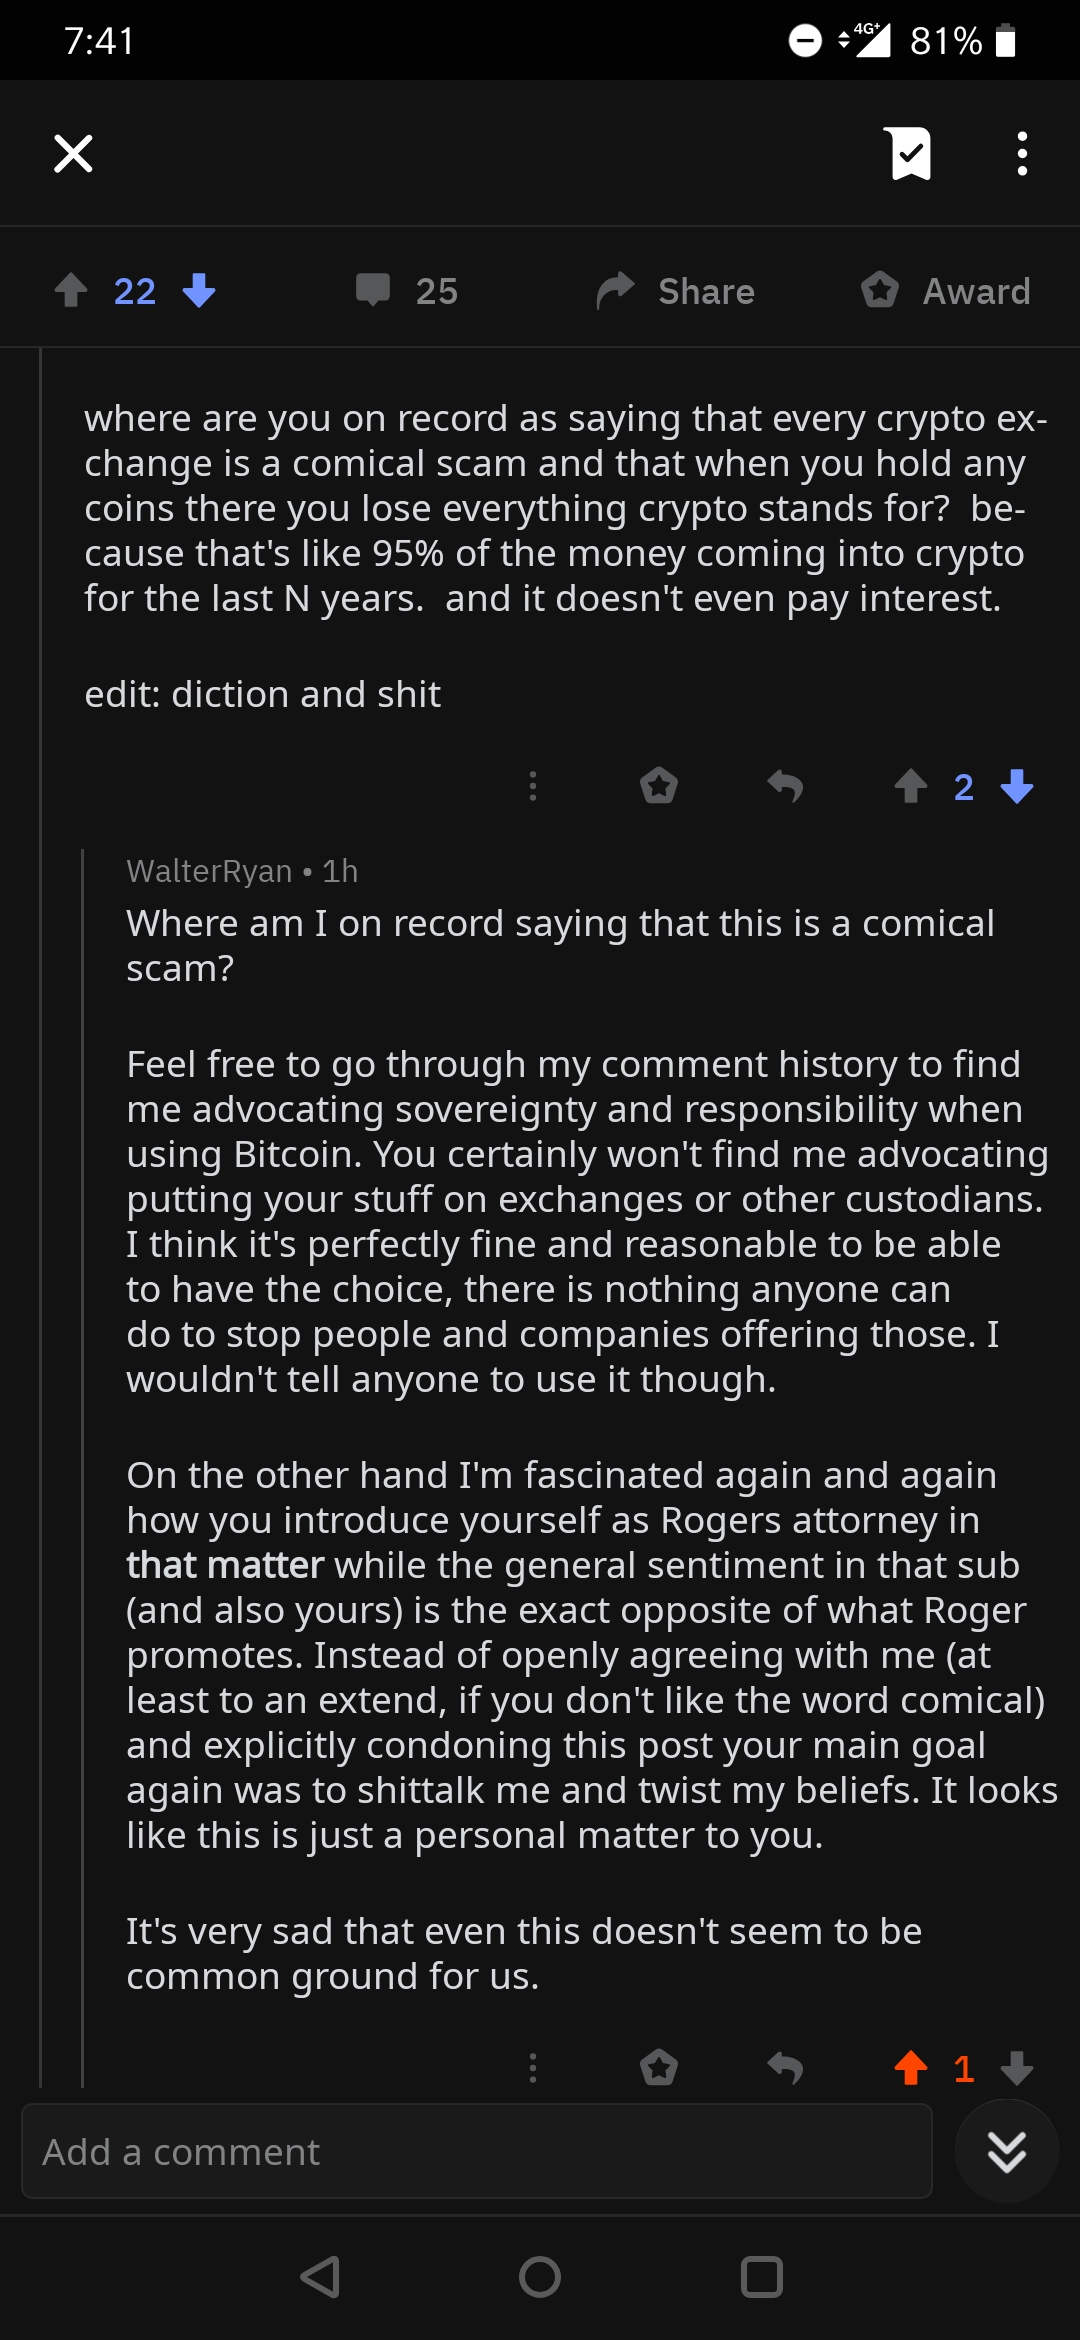 7:41
4G+ 81%
22
25
Share
Award
where are you on record as saying that every crypto ex-
change is a comical scam and that when you hold any
coins there you lose everything crypto stands for?  be-
cause that's like 95% of the money coming into crypto
for the last N years.  and it doesn't even pay interest.
edit: diction and shit
2
WalterRyan • 1h
Where am I on record saying that this is a comical
scam?
Feel free to go through my comment history to find
me advocating sovereignty and responsibility when
using Bitcoin. You certainly won't find me advocating
putting your stuff on exchanges or other custodians.
I think it's perfectly fine and reasonable to be able
to have the choice, there is nothing anyone can
do to stop people and companies offering those. I
wouldn't tell anyone to use it though.
On the other hand I'm fascinated again and again
how you introduce yourself as Rogers attorney in
that matter while the general sentiment in that sub
(and also yours) is the exact opposite of what Roger
promotes. Instead of openly agreeing with me (at
least to an extend, if you don't like the word comical)
and explicitly condoning this post your main goal
again was to shittalk me and twist my beliefs. It looks
like this is just a personal matter to you.
It's very sad that even this doesn't seem to be
common ground for us.
1
Add a comment